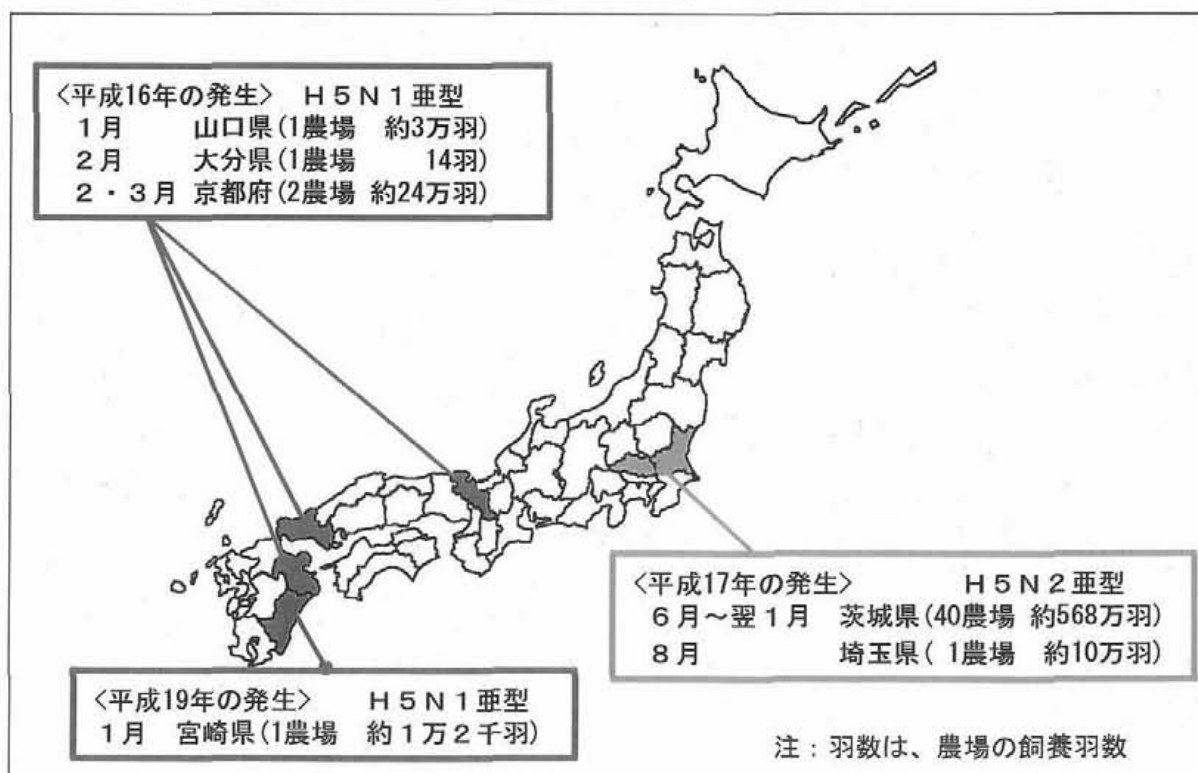 <平成16年の発生> H5N1亜型
1月 山口県(1農場 約3万羽)
2月 大分県(1農場 14羽)
2・3月 京都府(2農場 約24万羽)
<平成17年の発生> H5N2亜型
6月～翌1月 茨城県(40農場 約568万羽)
8月 埼玉県( 1農場 約10万羽)
<平成19年の発生> H5N1亜型
1月 宮崎県(1農場 約1万2千羽)
注：羽数は、農場の飼養羽数